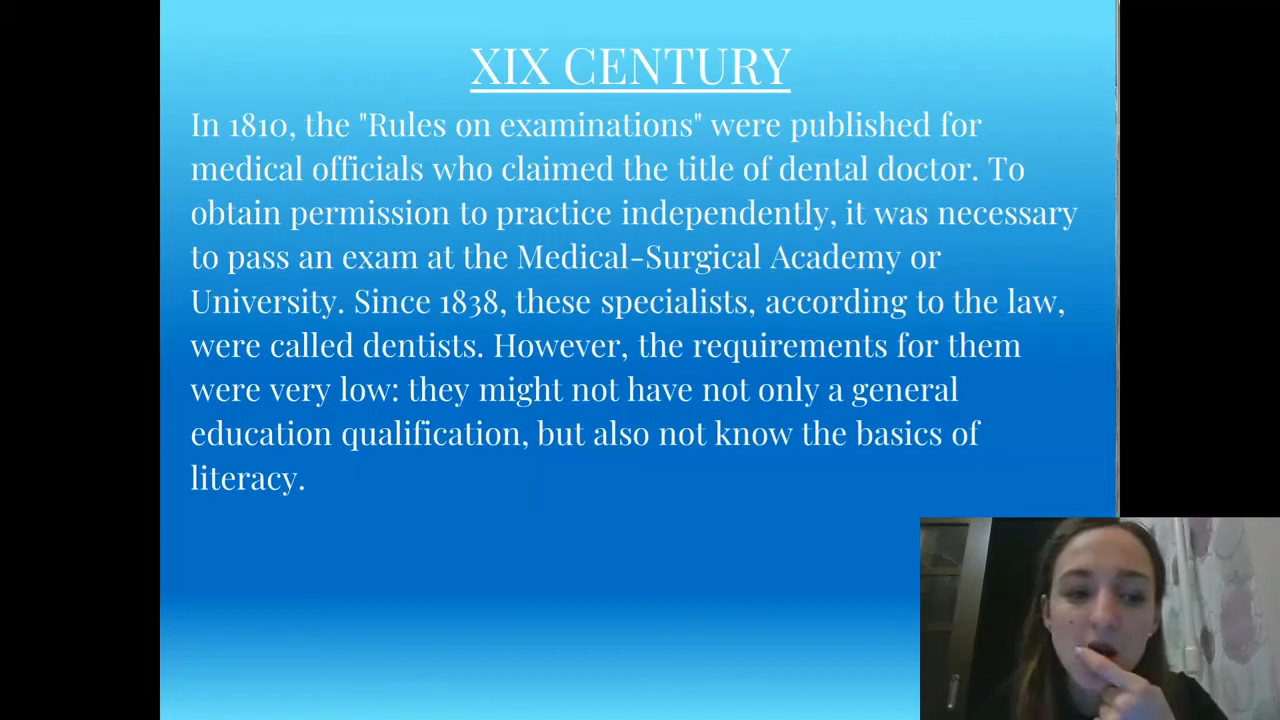 XIX CENTURY
In 1810, the "Rules on examinations" were published for
medical officials who claimed the title of dental doctor. To
obtain permission to practice independently, it was necessary
to pass an exam at the Medical-Surgical Academy or
University. Since 1838, these specialists, according to the law,
were called dentists. However, the requirements for them
were very low: they might not have not only a general
education qualification, but also not know the basics of
literacy.